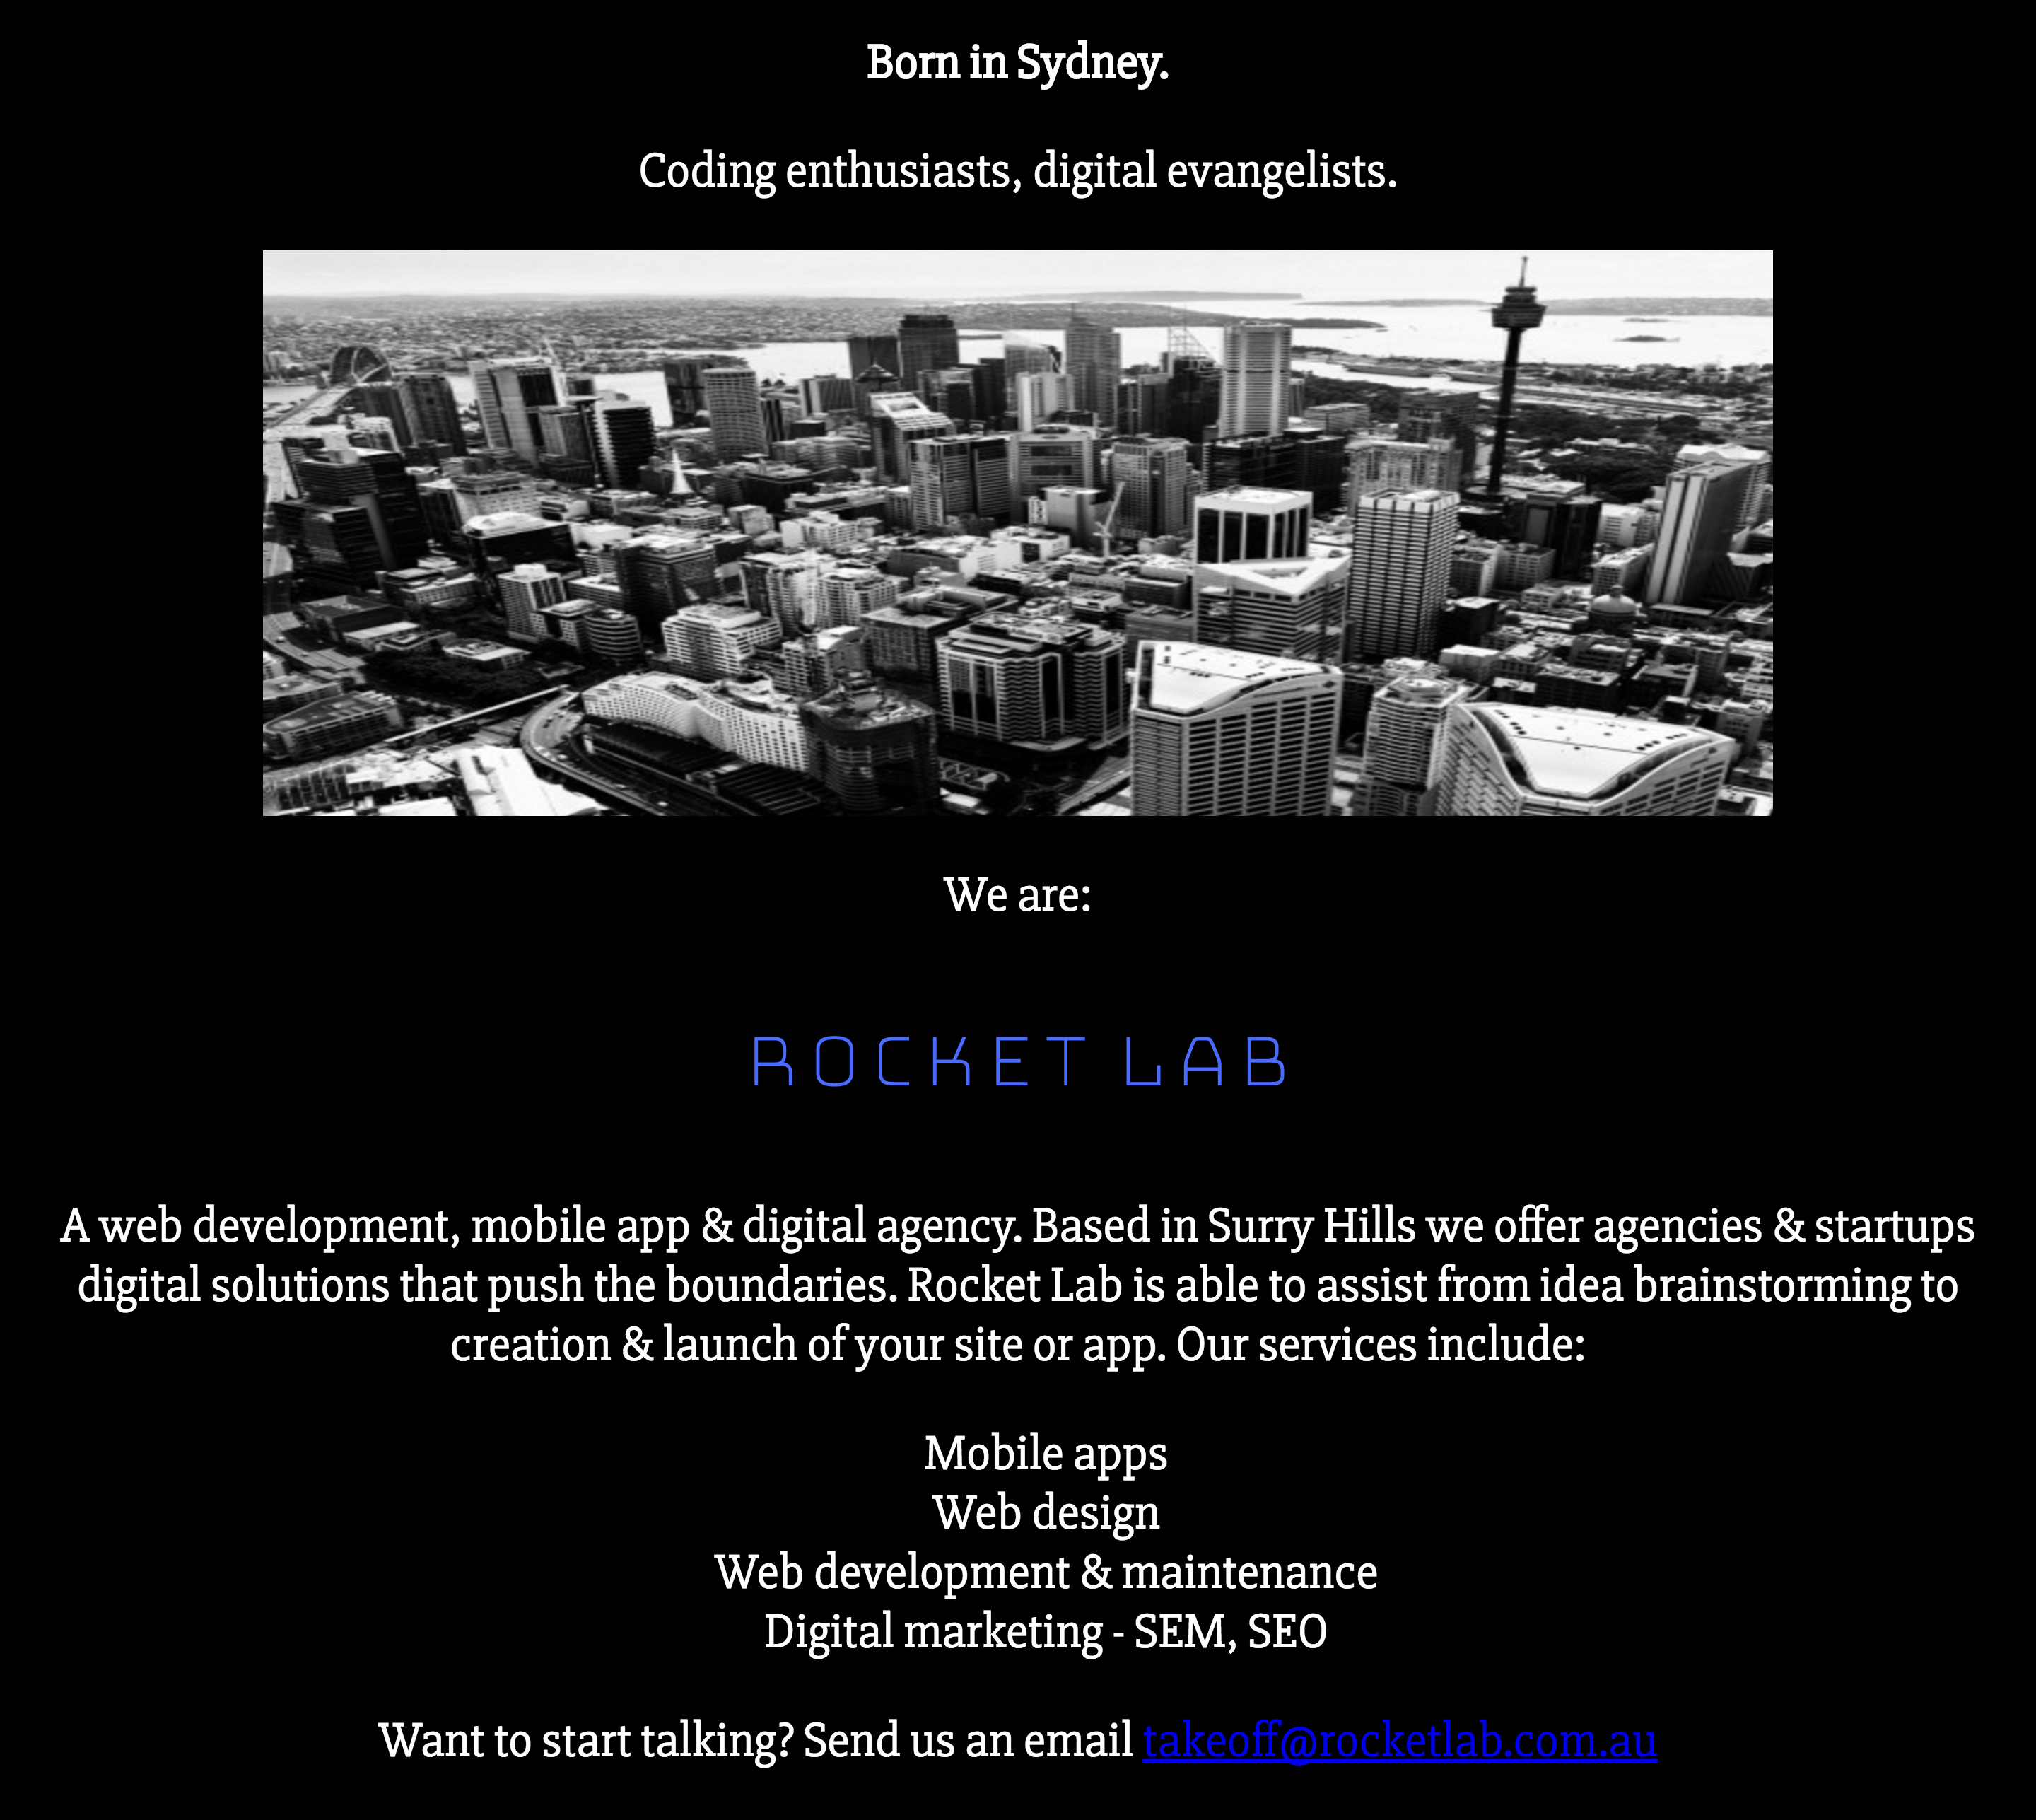 Born in Sydney.
Coding enthusiasts, digital evangelists.
We are:
ROCKET LAB
A web development, mobile app & digital agency. Based in Surry Hills we offer agencies & startups
digital solutions that push the boundaries. Rocket Lab is able to assist from idea brainstorming to
creation & launch of your site or app. Our services include:
Mobile apps
Web design
Web development & maintenance
Digital marketing - SEM, SEO
Want to start talking? Send us an email takeoff@rocketlab.com.au